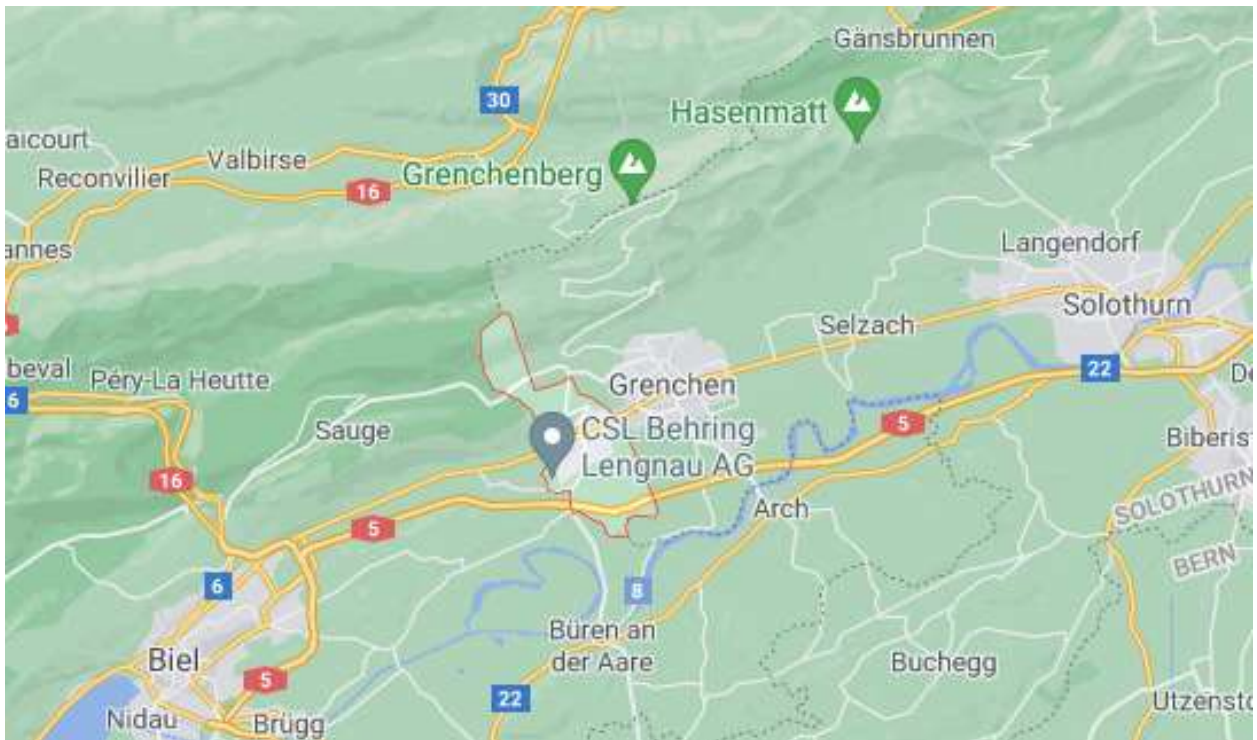 Gänsbrunnen
30
Hasenmatt
aicourt
Valbirse
Grenchenberg
Reconvilier
16
annes
Langendorf
Solothurn
Selzach
beval
Péry-La Heutte
22
De
Grenchen
6
5
Sauge
CSL Behring
Lengnau AG
Biberist
16
SOLOTHURN
Arch
5
BERN
6
8
Büren an
der Aare
Biel
Buchegg
5
22
Utzensto
Nidau
Brügg